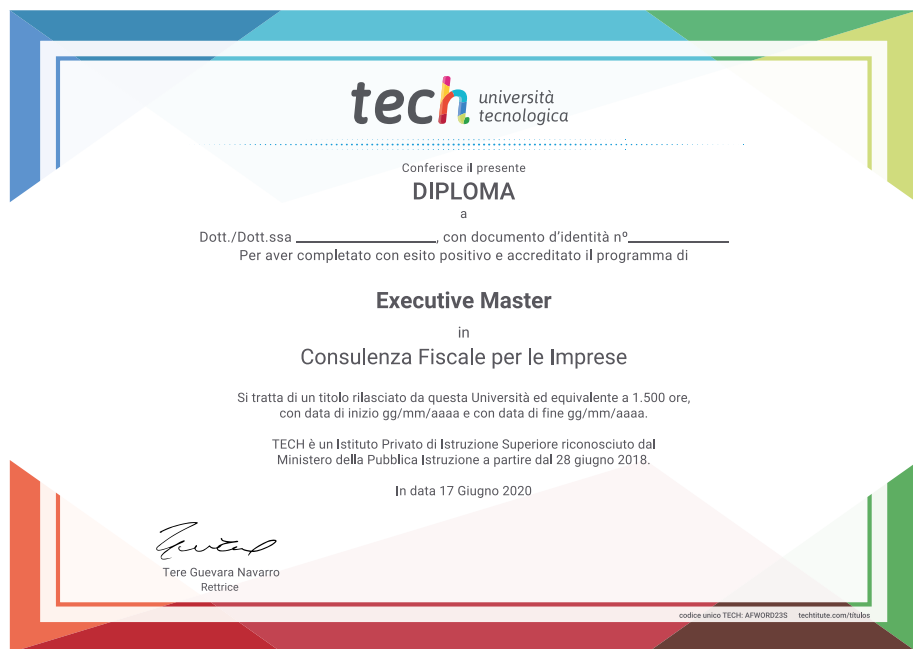 tech università
tecnologica
Conferisce il presente
DIPLOMA
a
Dott./Dott.ssa ________________, con documento d'identità nº____________
Per aver completato con esito positivo e accreditato il programma di
Executive Master
in
Consulenza Fiscale per le Imprese
Si tratta di un titolo rilasciato da questa Università ed equivalente a 1.500 ore,
con data di inizio gg/mm/aaaa e con data di fine gg/mm/aaaa.
TECH è un Istituto Privato di Istruzione Superiore riconosciuto dal
Ministero della Pubblica Istruzione a partire dal 28 giugno 2018.
In data 17 Giugno 2020
Tere Guevara Navarro
Rettrice
codice unico TECH: AFWORD23S techtitute.com/titulos